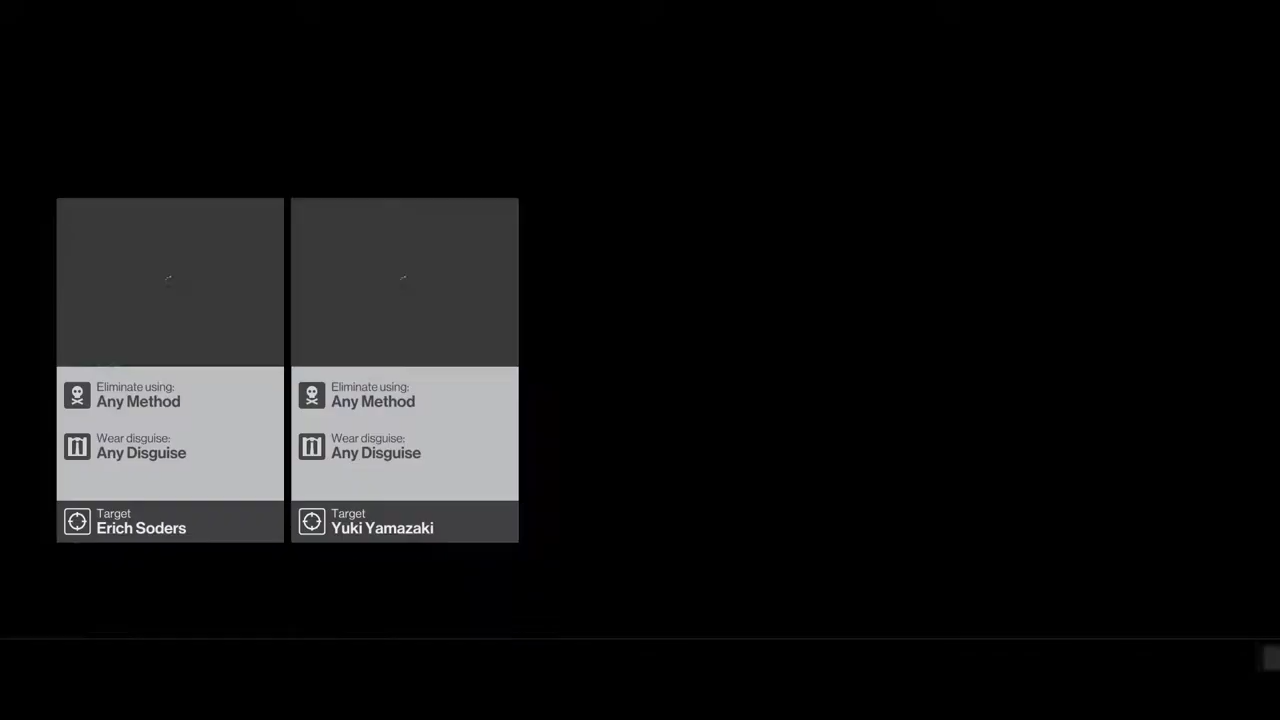 Eliminate using:
Any Method
Wear disguise:
Any Disguise
Target
Erich Soders
Eliminate using:
Any Method
Wear disguise:
Any Disguise
Target
Yuki Yamazaki